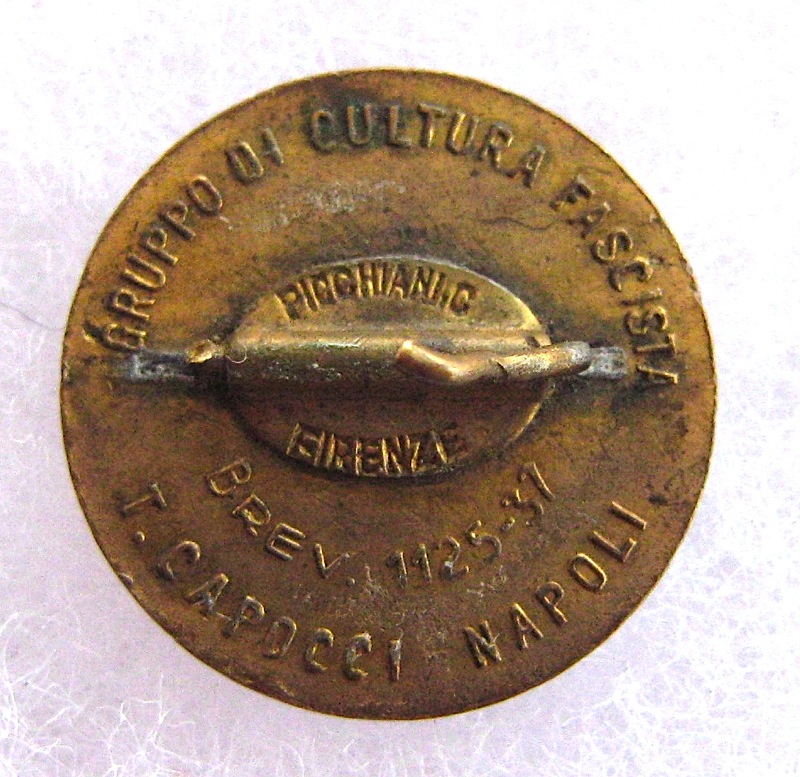 GRUPPO DI CULTURA FASCISTA
PICCHIANI.C
FIRENZE
BREV. 1125-37
T. CAPOCCI - NAPOLI